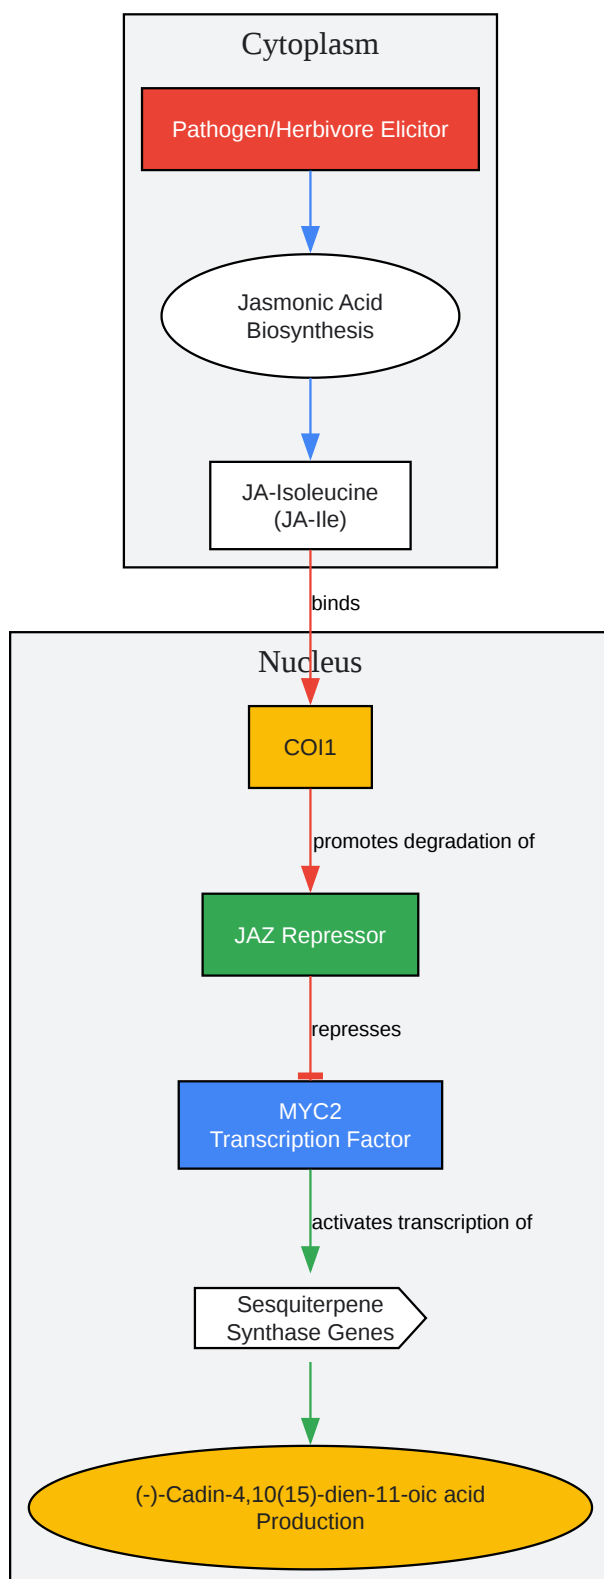 Cytoplasm
Pathogen/Herbivore Elicitor
Jasmonic Acid
Biosynthesis
JA-Isoleucine
(JA-Ile)
binds
Nucleus
COI1
promotes degradation of
JAZ Repressor
represses
MYC2
Transcription Factor
activates transcription of
Sesquiterpene
Synthase Genes
(-)-Cadin-4,10(15)-dien-11-oic acid
Production